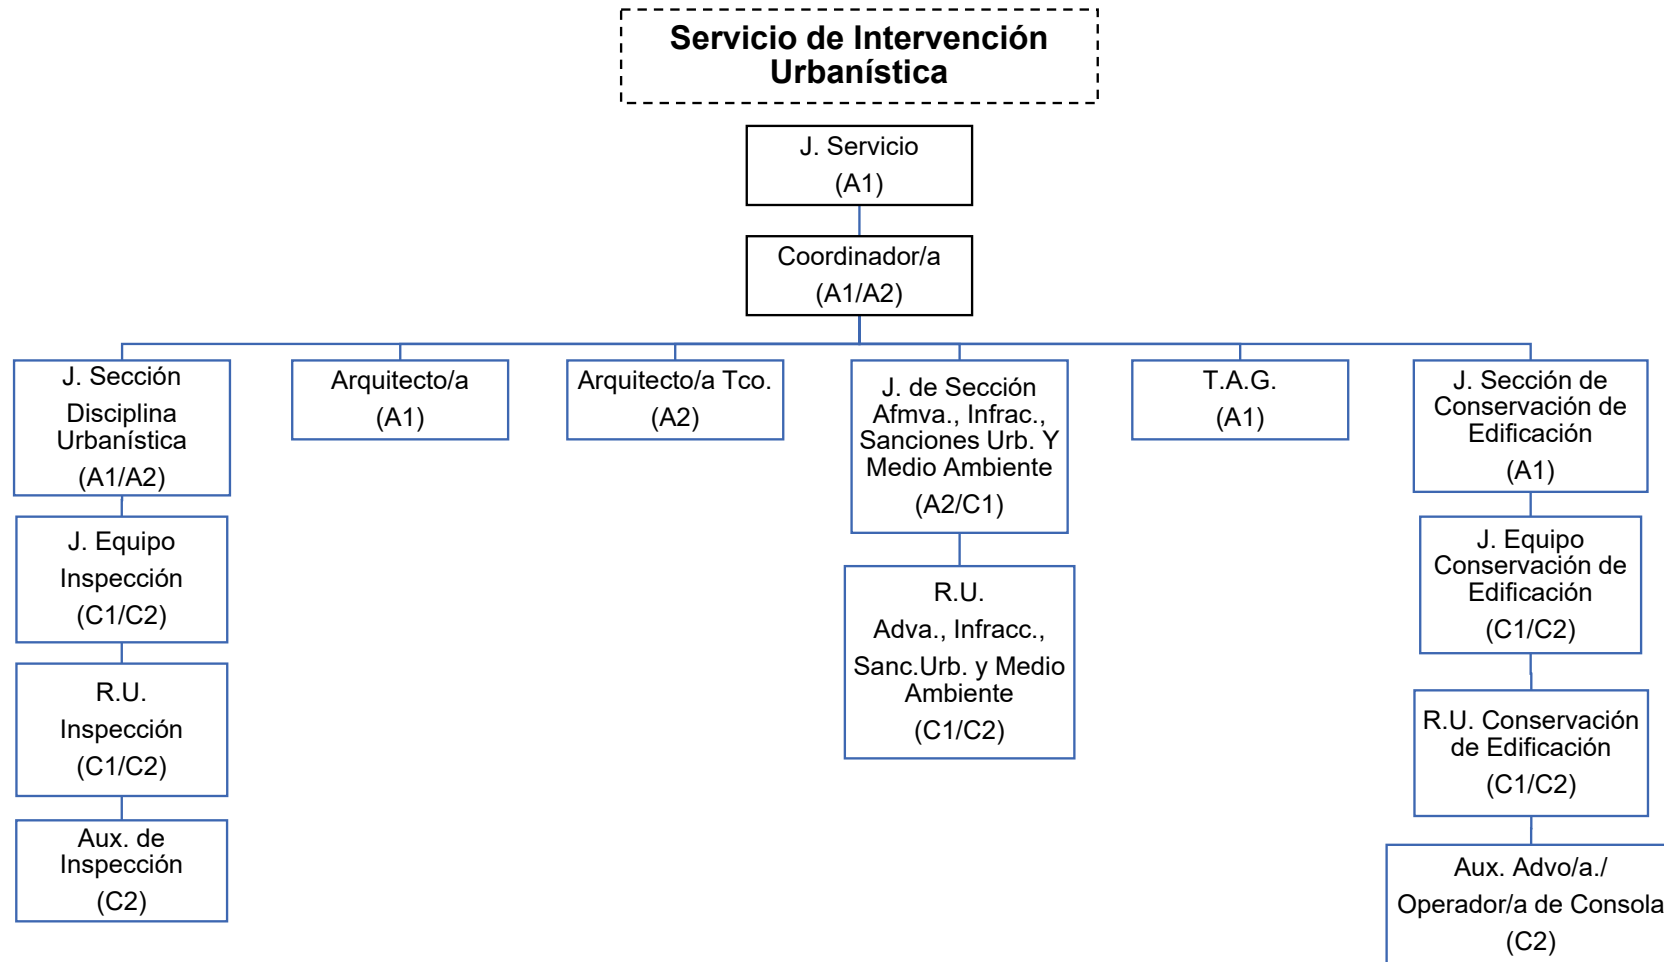 Servicio de Intervención
Urbanística
J. Servicio
(A1)
Coordinador/a
(A1/A2)
J. Sección
Disciplina
Urbanística
(A1/A2)
Arquitecto/a
(A1)
Arquitecto/a Tco.
(A2)
J. de Sección
Afmva., Infrac.,
Sanciones Urb. Y
Medio Ambiente
(A2/C1)
T.A.G.
(A1)
J. Sección de
Conservación de
Edificación
(A1)
J. Equipo
Inspección
(C1/C2)
R.U.
Adva., Infracc.,
Sanc.Urb. y Medio
Ambiente
(C1/C2)
J. Equipo
Conservación de
Edificación
(C1/C2)
R.U.
Inspección
(C1/C2)
R.U. Conservación
de Edificación
(C1/C2)
Aux. de
Inspección
(C2)
Aux. Advo/a./
Operador/a de Consola
(C2)